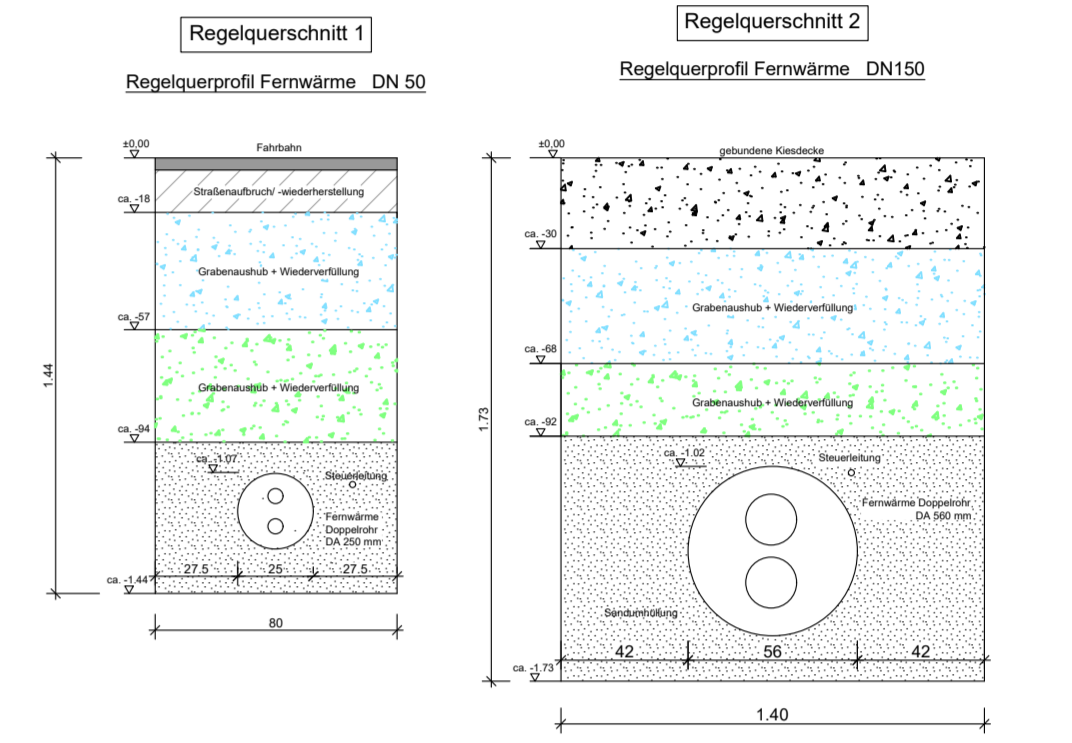 Regelquerschnitt 1
Regelquerprofil Fernwärme DN 50
±0,00
Fahrbahn
Straßenaufbruch/ -wiederherstellung
ca. -18
Grabenaushub + Wiederverfüllung
ca. -57
1.44
Grabenaushub + Wiederverfüllung
ca. -94
ca. -1.07
Steuerleitung
Fernwärme
Doppelrohr
DA 250 mm
27.5 25 27.5
ca. -1.44
80
Regelquerschnitt 2
Regelquerprofil Fernwärme DN150
±0,00
gebundene Kiesdecke
ca. -30
Grabenaushub + Wiederverfüllung
ca. -68
1.73
Grabenaushub + Wiederverfüllung
ca. -92
ca. -1.02
Steuerleitung
Fernwärme Doppelrohr
DA 560 mm
Sandumhüllung
42 56 42
ca. -1.73
1.40